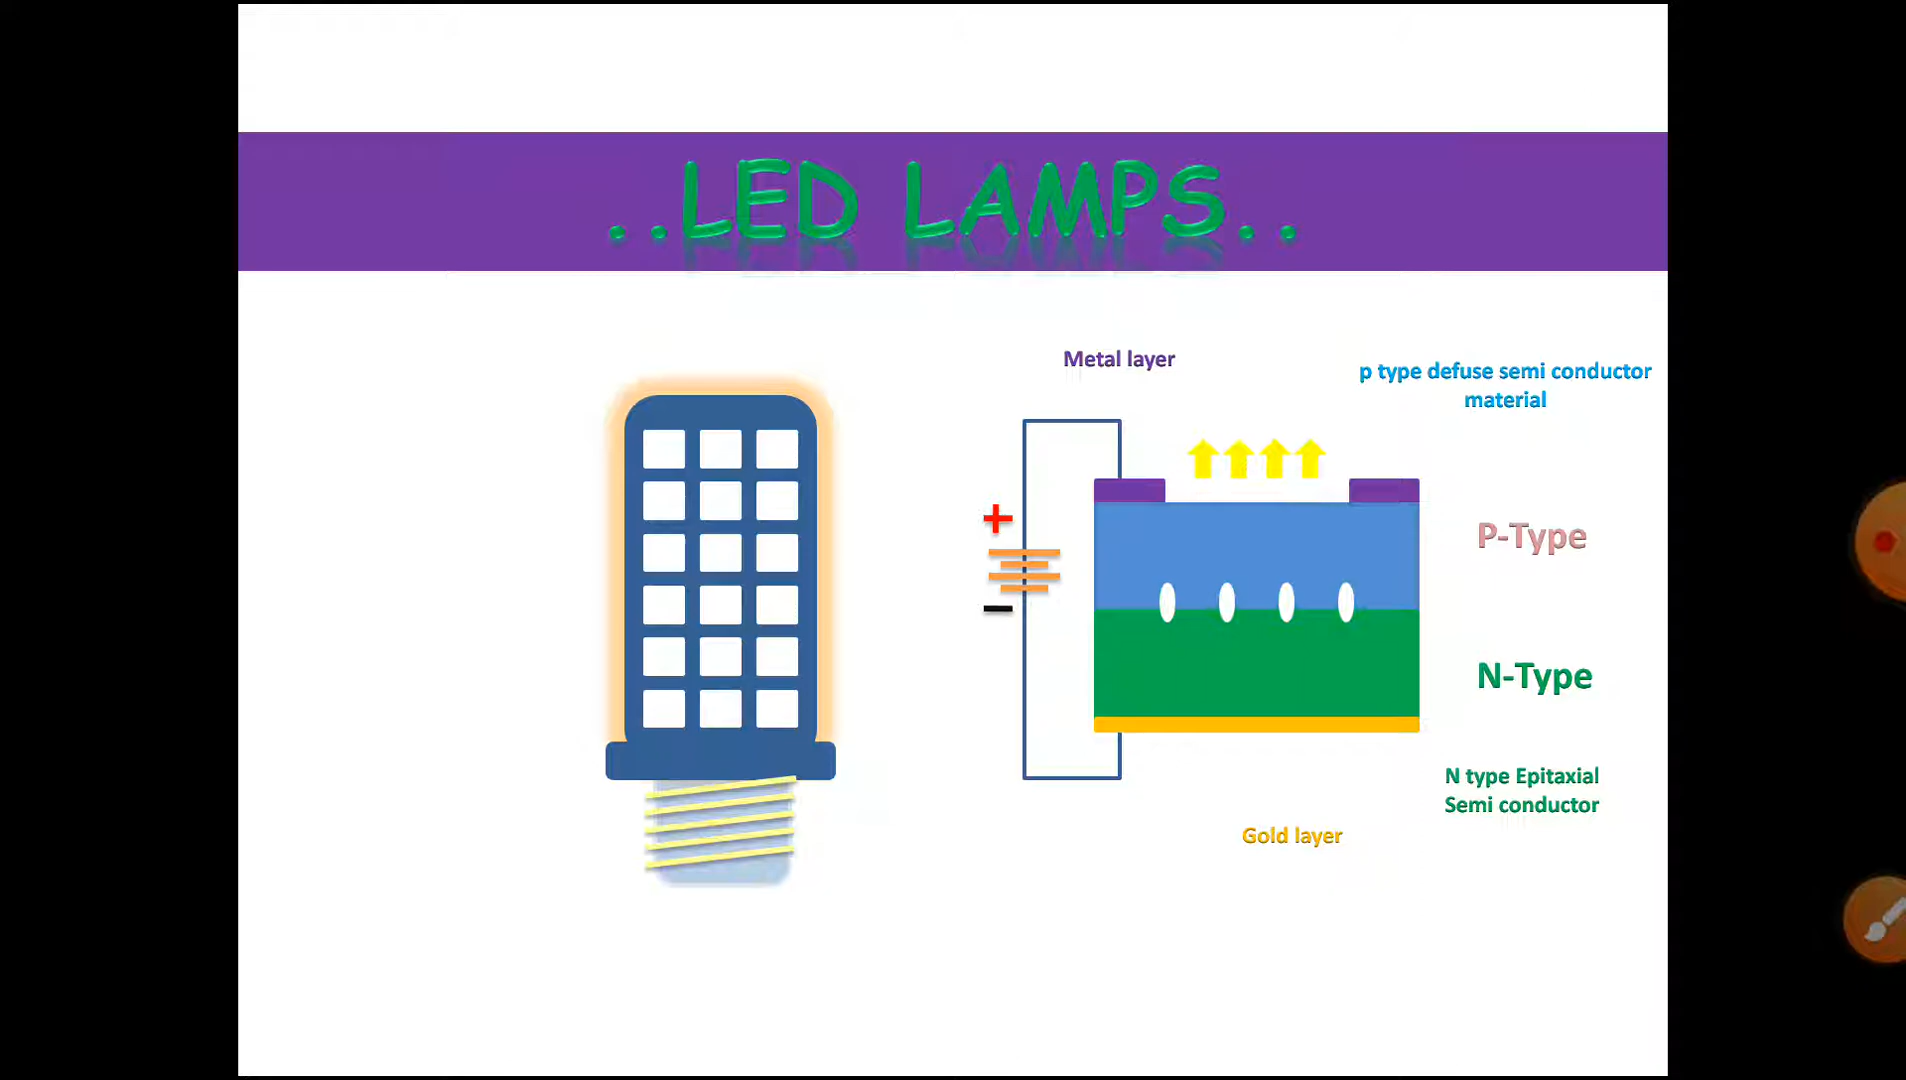 ..LED LAMPS..
Metal layer
p type defuse semi conductor
material
+
P-Type
–
N-Type
N type Epitaxial
Semi conductor
Gold layer